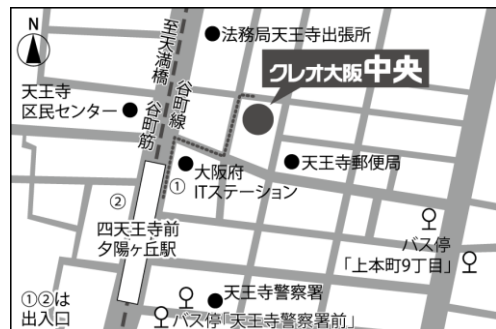 N
至天満橋
谷町線
谷町筋
法務局天王寺出張所
クレオ大阪中央
天王寺
区民センター
大阪府
ITステーション
天王寺郵便局
①
②
四天王寺前
夕陽ヶ丘駅
バス停
「上本町9丁目」
天王寺警察署
バス停「天王寺警察署前」
①②は
出入口